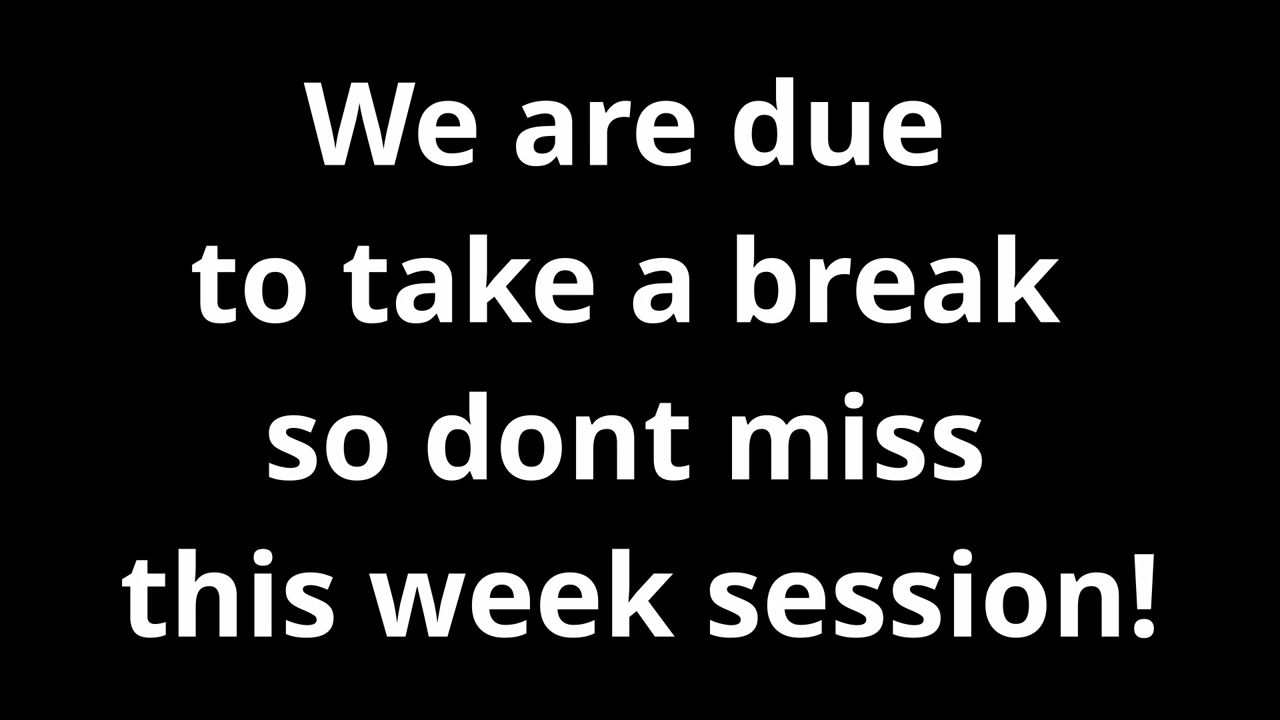 We are due
to take a break
so dont miss
this week session!